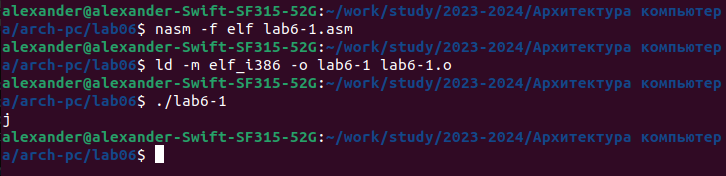 alexander@alexander-Swift-SF315-52G:~/work/study/2023-2024/Архитектура компьютер
а/arch-pc/lab06$ nasm -f elf lab6-1.asm
alexander@alexander-Swift-SF315-52G:~/work/study/2023-2024/Архитектура компьютер
а/arch-pc/lab06$ ld -m elf_i386 -o lab6-1 lab6-1.o
alexander@alexander-Swift-SF315-52G:~/work/study/2023-2024/Архитектура компьютер
а/arch-pc/lab06$ ./lab6-1
j
alexander@alexander-Swift-SF315-52G:~/work/study/2023-2024/Архитектура компьютер
а/arch-pc/lab06$